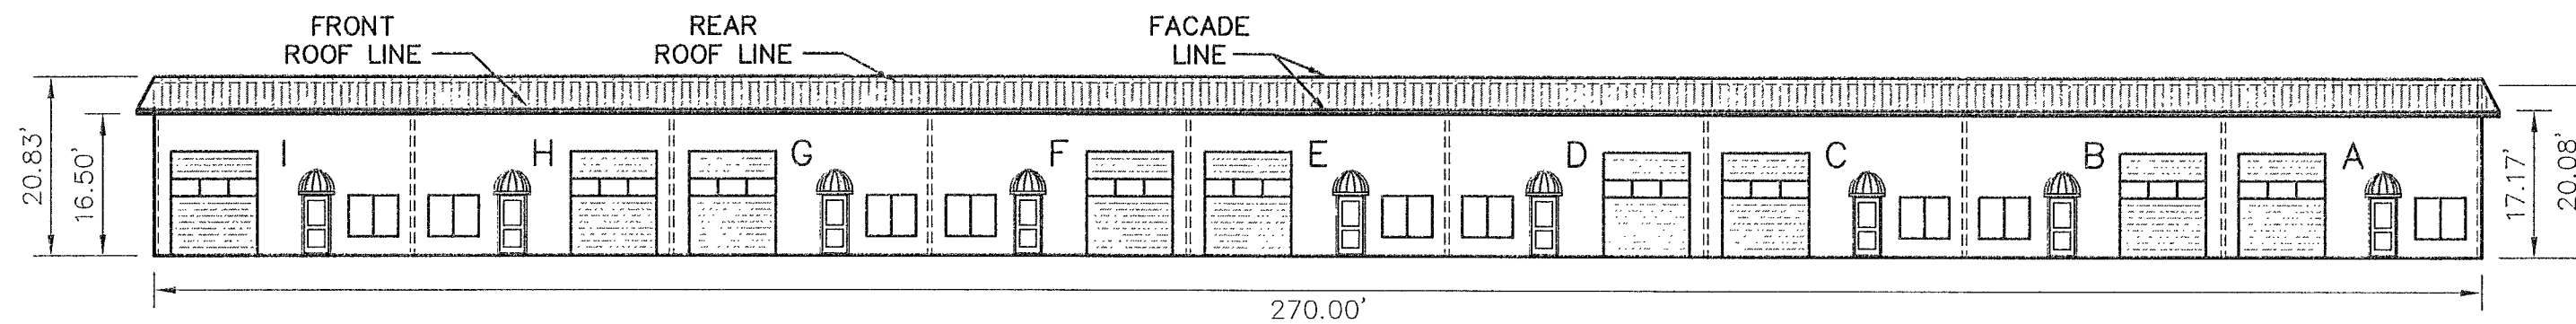 FRONT
ROOF LINE
REAR
ROOF LINE
FACADE
LINE
20.83'
16.50'
I
H
G
F
E
D
C
B
A
17.17'
20.08'
270.00'